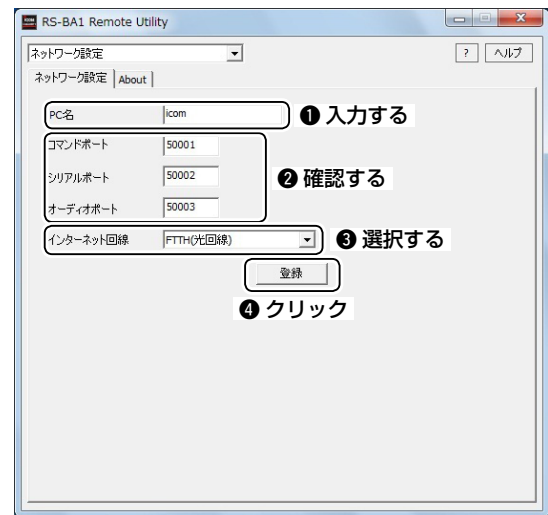 RS-BA1 Remote Utility
ネットワーク設定
? ヘルプ
ネットワーク設定 About
PC名 icom ❶ 入力する
コマンドポート 50001
シリアルポート 50002 ❷ 確認する
オーディオポート 50003
インターネット回線 FTTH(光回線) ❸ 選択する
登録
❹ クリック